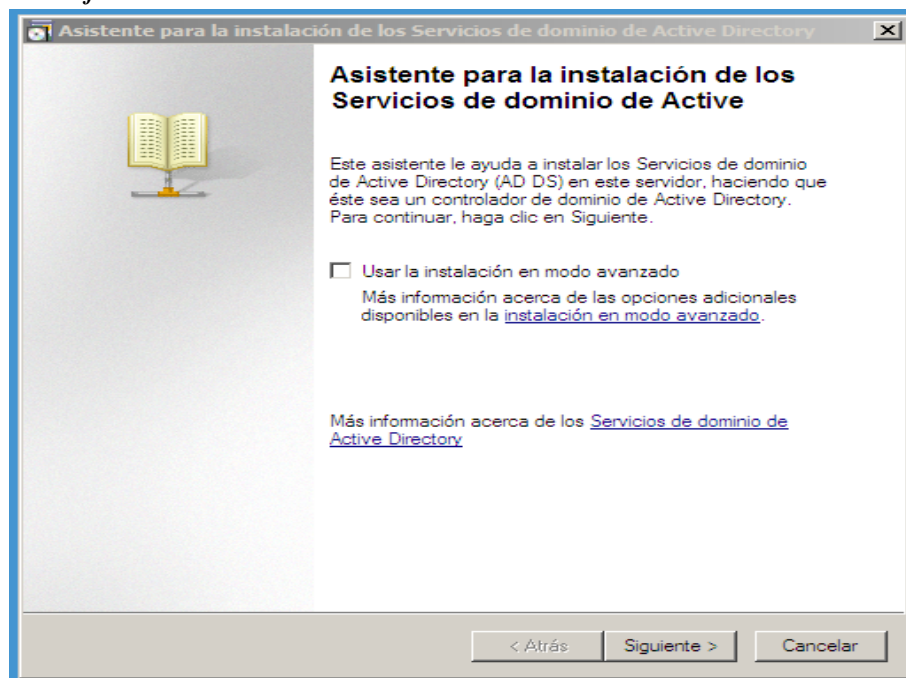 Asistente para la instalación de los Servicios de dominio de Active Directory
Asistente para la instalación de los
Servicios de dominio de Active
Este asistente le ayuda a instalar los Servicios de dominio
de Active Directory (AD DS) en este servidor, haciendo que
éste sea un controlador de dominio de Active Directory.
Para continuar, haga clic en Siguiente.
Usar la instalación en modo avanzado
Más información acerca de las opciones adicionales
disponibles en la instalación en modo avanzado.
Más información acerca de los Servicios de dominio de
Active Directory
< Atrás
Siguiente >
Cancelar